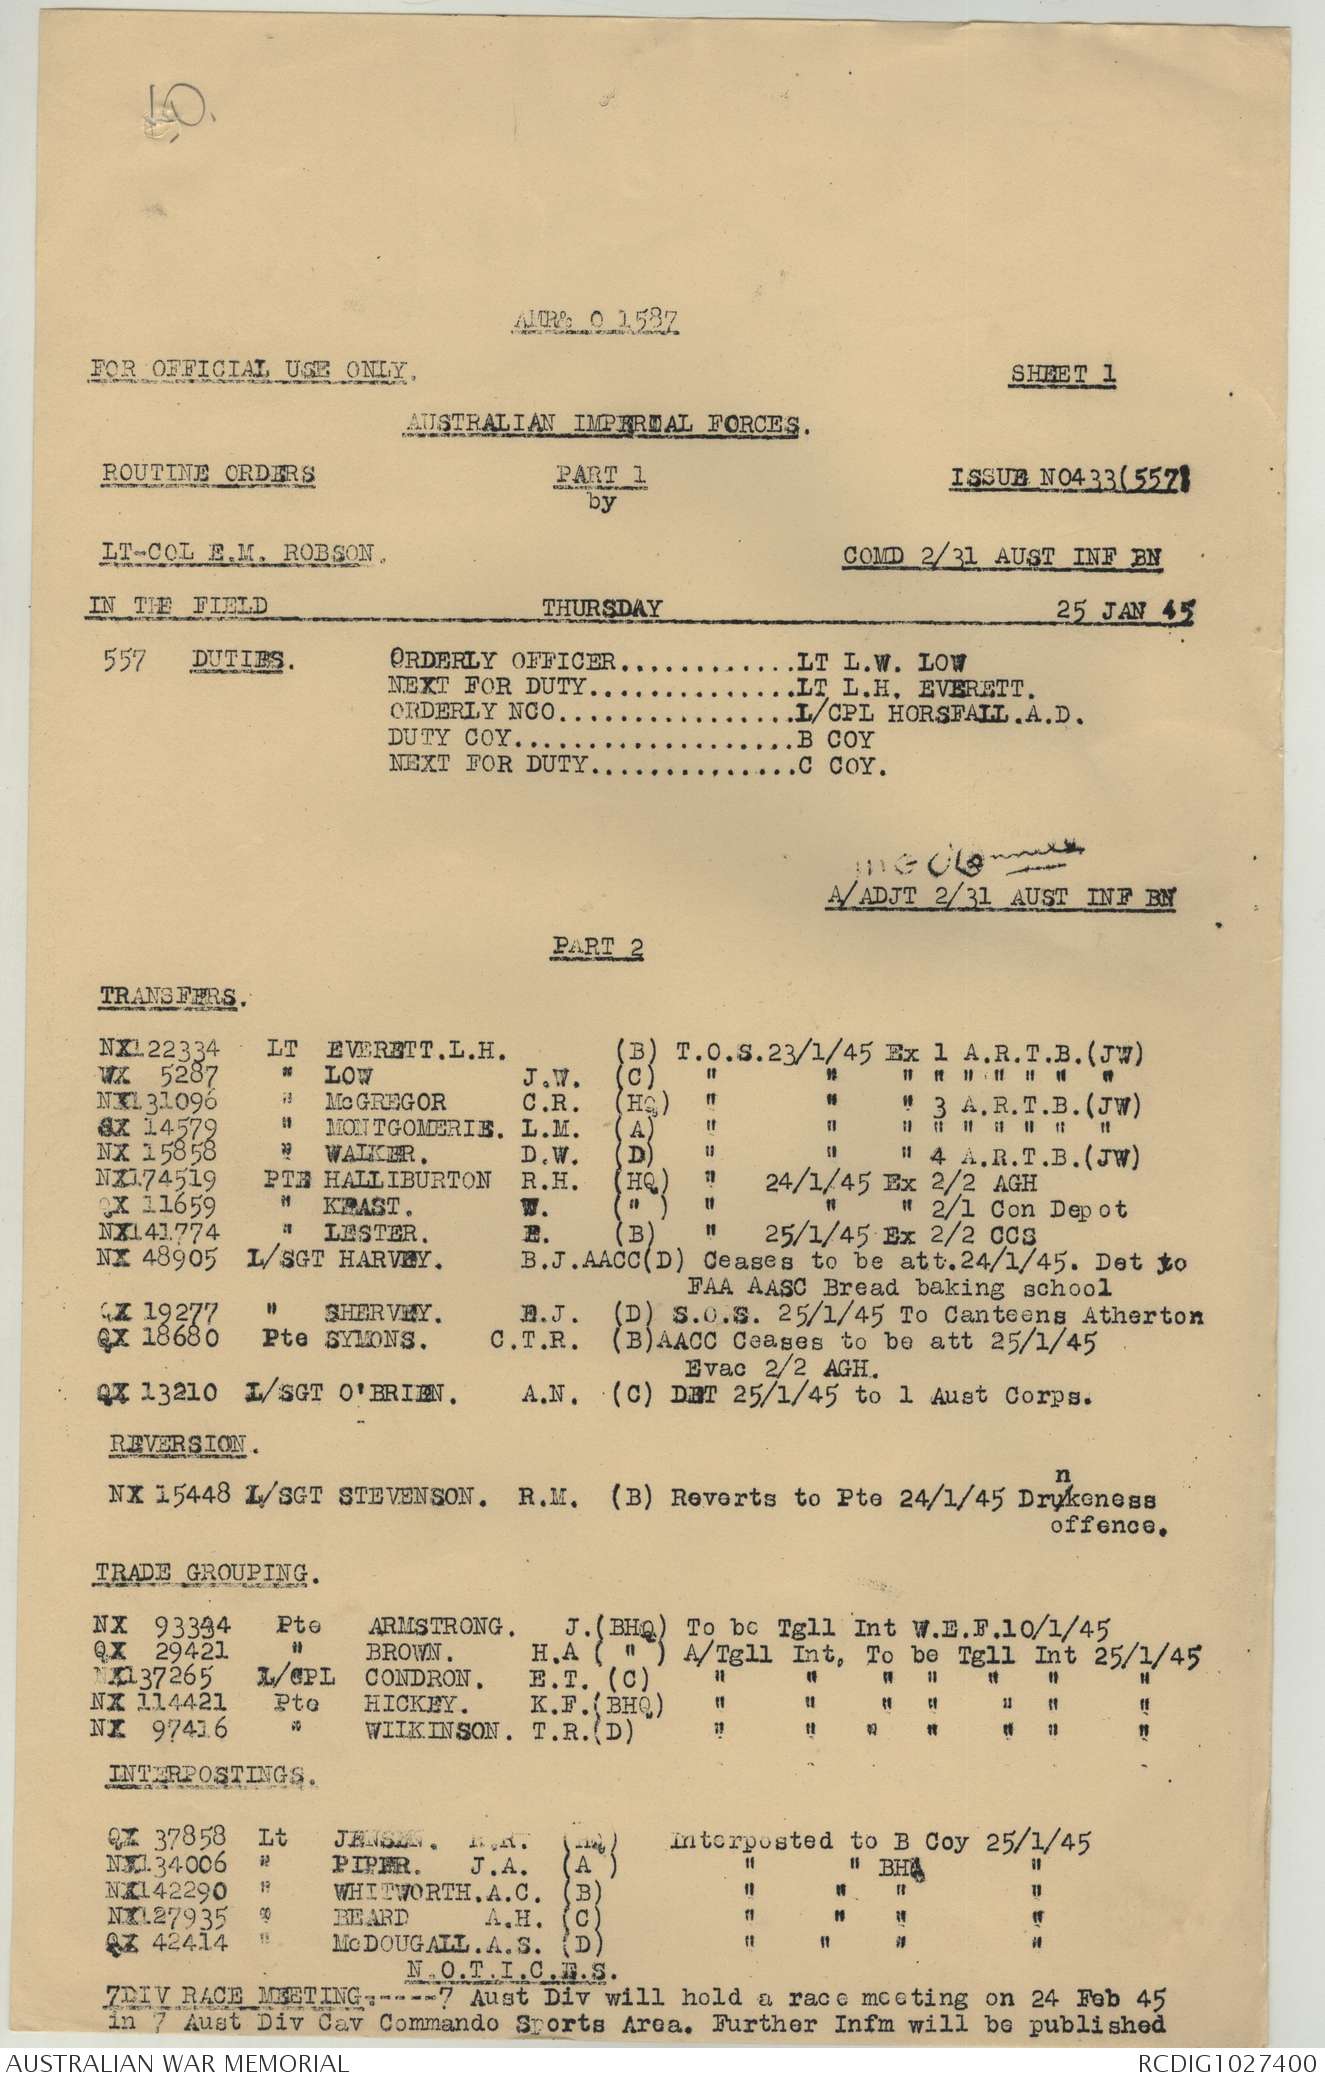 10.
AMR& O 1587
FOR OFFICIAL USE ONLY. SHEET 1
AUSTRALIAN IMPERIAL FORCES.
ROUTINE ORDERS PART 1 ISSUE NO433(557)
by
LT-COL E.M. ROBSON. COMD 2/31 AUST INF BN
IN THE FIELD THURSDAY 25 JAN 45
557 DUTIES. ORDERLY OFFICER............LT L.W. LOW
NEXT FOR DUTY..............LT L.H. EVERETT.
ORDERLY NCO................L/CPL HORSFALL.A.D.
DUTY COY...................B COY
NEXT FOR DUTY..............C COY.
A/ADJT 2/31 AUST INF BN
PART 2
TRANSFERS.
NX122334 LT EVERETT.L.H. (B) T.O.S.23/1/45 Ex 1 A.R.T.B.(JW)
WX 5287 " LOW J.W. (C) " " " " " " " " "
NX131096 " McGREGOR C.R. (HQ) " " " 3 A.R.T.B.(JW)
SX 14579 " MONTGOMERIE. L.M. (A) " " " " " " " " "
NX 15858 " WALKER. D.W. (D) " " " 4 A.R.T.B.(JW)
NX174519 PTE HALLIBURTON R.H. (HQ) " 24/1/45 Ex 2/2 AGH
QX 11659 " KEAST. W. (") " " " 2/1 Con Depot
NX141774 " LESTER. E. (B) " 25/1/45 Ex 2/2 CCS
NX 48905 L/SGT HARVEY. B.J.AACC(D) Ceases to be att.24/1/45. Det to
FAA AASC Bread baking school
QX 19277 " SHERVEY. E.J. (D) S.O.S. 25/1/45 To Canteens Atherton
QX 18680 Pte SYMONS. C.T.R. (B)AACC Ceases to be att 25/1/45
Evac 2/2 AGH.
QX 13210 L/SGT O'BRIEN. A.N. (C) DET 25/1/45 to 1 Aust Corps.
REVERSION.
n
NX 15448 L/SGT STEVENSON. R.M. (B) Reverts to Pte 24/1/45 Drukeness
offence.
TRADE GROUPING.
NX 93334 Pte ARMSTRONG. J.(BHQ) To be Tgll Int W.E.F.10/1/45
QX 29421 " BROWN. H.A ( " ) A/Tgll Int, To be Tgll Int 25/1/45
NX137265 L/CPL CONDRON. E.T. (C) " " " " " " "
NX 114421 Pte HICKEY. K.F.(BHQ) " " " " " " "
NX 97416 " WILKINSON. T.R.(D) " " " " " " "
INTERPOSTINGS.
QX 37858 Lt JENSEN. (HQ) Interposted to B Coy 25/1/45
NX134006 " PIPER. J.A. (A ) " " BHQ "
NX142290 " WHITWORTH.A.C. (B) " " " "
NX127935 " BEARD A.H. (C) " " " "
QX 42414 " McDOUGALL.A.S. (D) " " " "
N.O.T.I.C.E.S.
7DIV RACE MEETING.-----7 Aust Div will hold a race meeting on 24 Feb 45
in 7 Aust Div Cav Commando Sports Area. Further Infm will be published
AUSTRALIAN WAR MEMORIAL RCDIG1027400